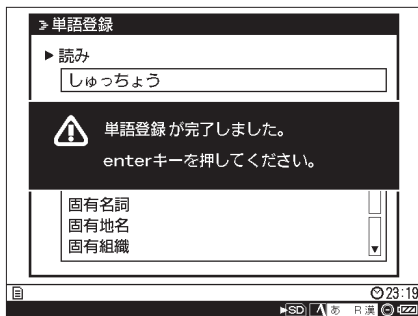 単語登録
読み
しゅっちょう
単語登録が完了しました。
enterキーを押してください。
固有名詞
固有地名
固有組織
23:19
SD あ R漢